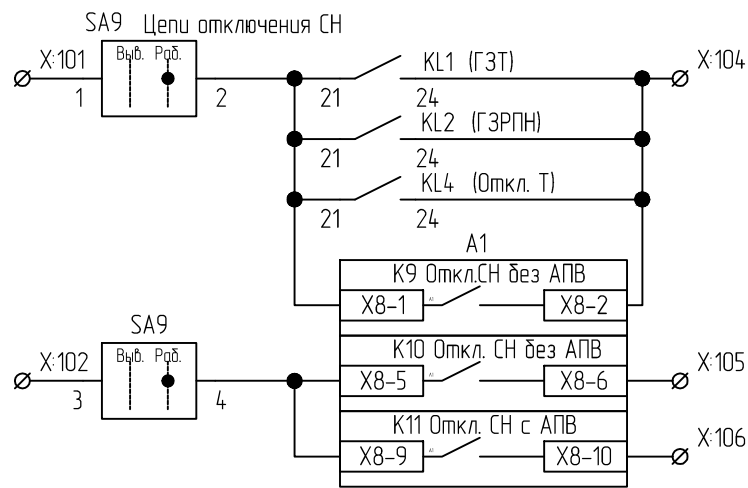 SA9 Цепи отключения СН
X:101 Выв. Раб. KL1 (ГЗТ) X:104
1 2 21 24
KL2 (ГЗРПН)
21 24
KL4 (Откл. Т)
21 24
A1
K9 Откл.СН без АПВ
X8-1 A1 X8-2
SA9
X:102 Выв. Раб. K10 Откл. СН без АПВ X:105
3 4 X8-5 A1 X8-6
K11 Откл. СН с АПВ X:106
X8-9 A1 X8-10